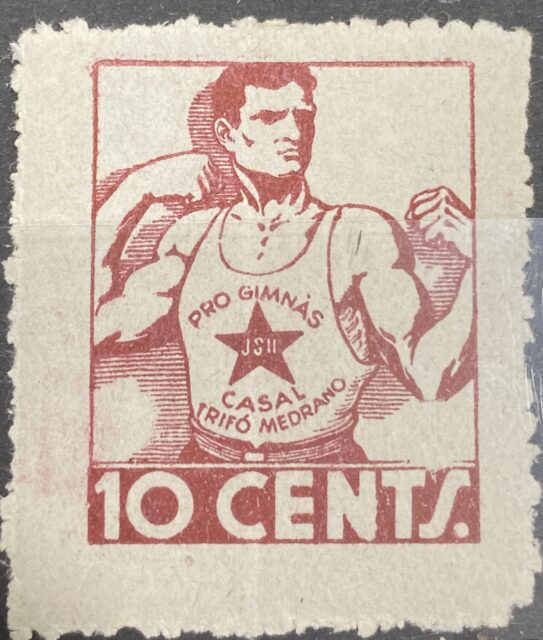 PRO GIMNÀS
JSU
CASAL
TRIFÓ MEDRANO
10 CENTS.